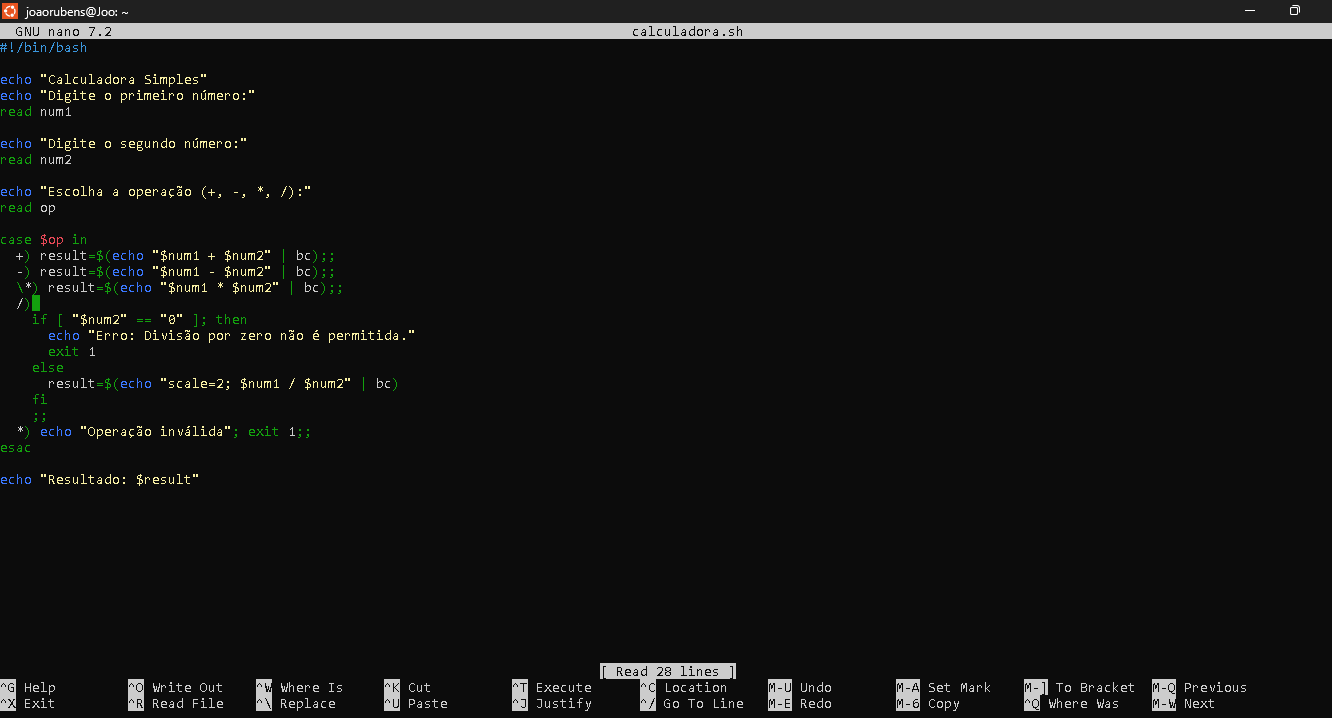 joaorubens@Joo: ~
GNU nano 7.2 calculadora.sh
#!/bin/bash
echo "Calculadora Simples"
echo "Digite o primeiro número:"
read num1
echo "Digite o segundo número:"
read num2
echo "Escolha a operação (+, -, *, /):"
read op
case $op in
+) result=$(echo "$num1 + $num2" | bc);;
-) result=$(echo "$num1 - $num2" | bc);;
\*) result=$(echo "$num1 * $num2" | bc);;
/)
if [ "$num2" == "0" ]; then
echo "Erro: Divisão por zero não é permitida."
exit 1
else
result=$(echo "scale=2; $num1 / $num2" | bc)
fi
;;
*) echo "Operação inválida"; exit 1;;
esac
echo "Resultado: $result"
[ Read 28 lines ]
^G Help ^O Write Out ^W Where Is ^K Cut ^T Execute ^C Location M-U Undo M-A Set Mark M-] To Bracket M-Q Previous
^X Exit ^R Read File ^\ Replace ^U Paste ^J Justify ^/ Go To Line M-E Redo M-6 Copy ^Q Where Was M-W Next